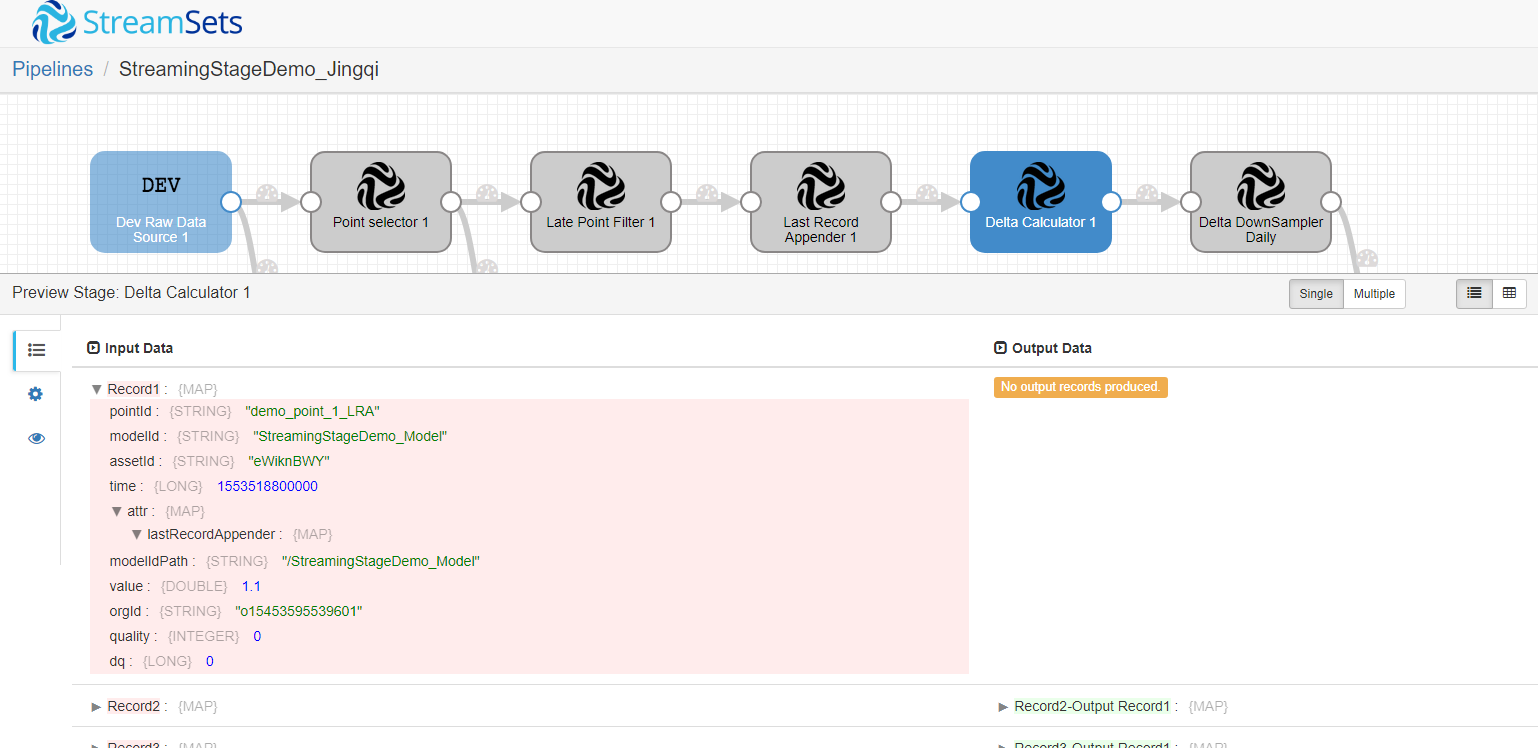 StreamSets
Pipelines / StreamingStageDemo_Jingqi
DEV
Dev Raw Data
Source 1
Point selector 1
Late Point Filter 1
Last Record
Appender 1
Delta Calculator 1
Delta DownSampler
Daily
Preview Stage: Delta Calculator 1
Single
Multiple
Input Data
Output Data
Record1 : {MAP}
No output records produced.
pointId : {STRING} "demo_point_1_LRA"
modelId : {STRING} "StreamingStageDemo_Model"
assetId : {STRING} "eWiknBWY"
time : {LONG} 1553518800000
attr : {MAP}
lastRecordAppender : {MAP}
modelIdPath : {STRING} "/StreamingStageDemo_Model"
value : {DOUBLE} 1.1
orgId : {STRING} "o15453595539601"
quality : {INTEGER} 0
dq : {LONG} 0
Record2 : {MAP}
Record2-Output Record1 : {MAP}
Record3 : {MAP}
Record3-Output Record1 : {MAP}